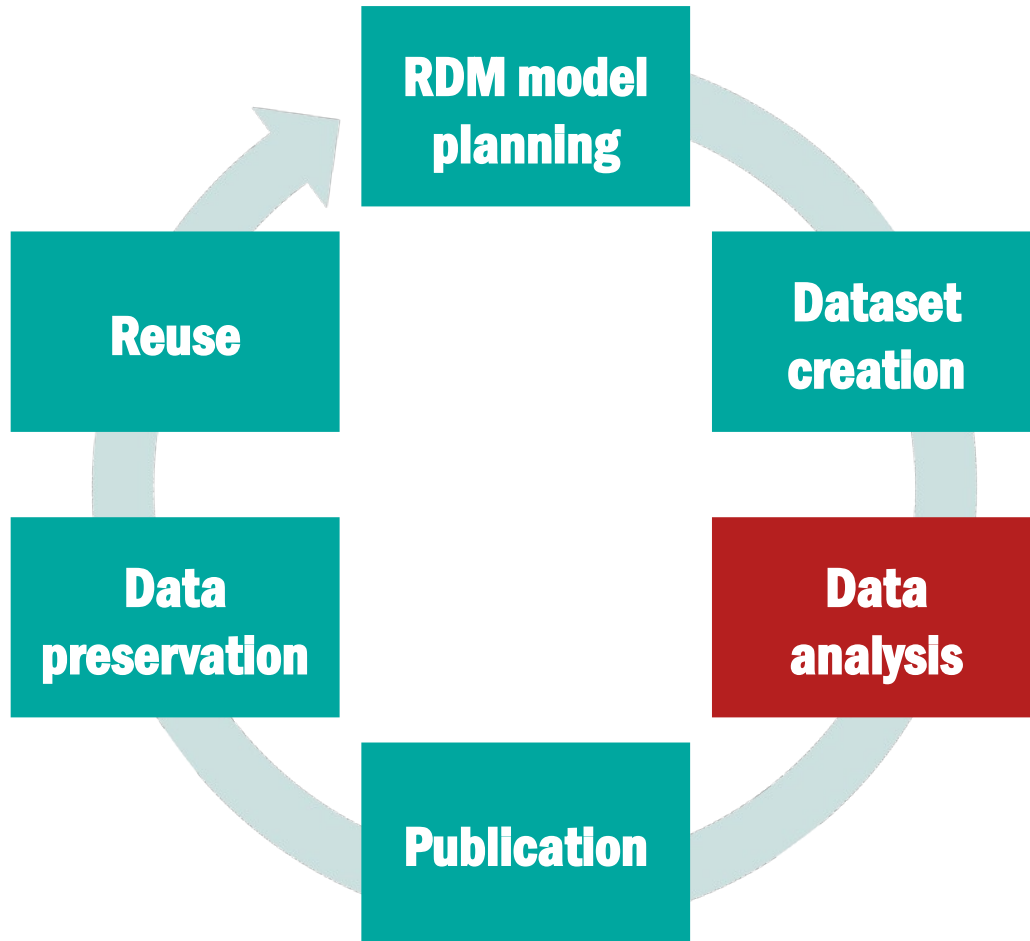 RDM model
planning
Dataset
creation
Data
analysis
Publication
Data
preservation
Reuse